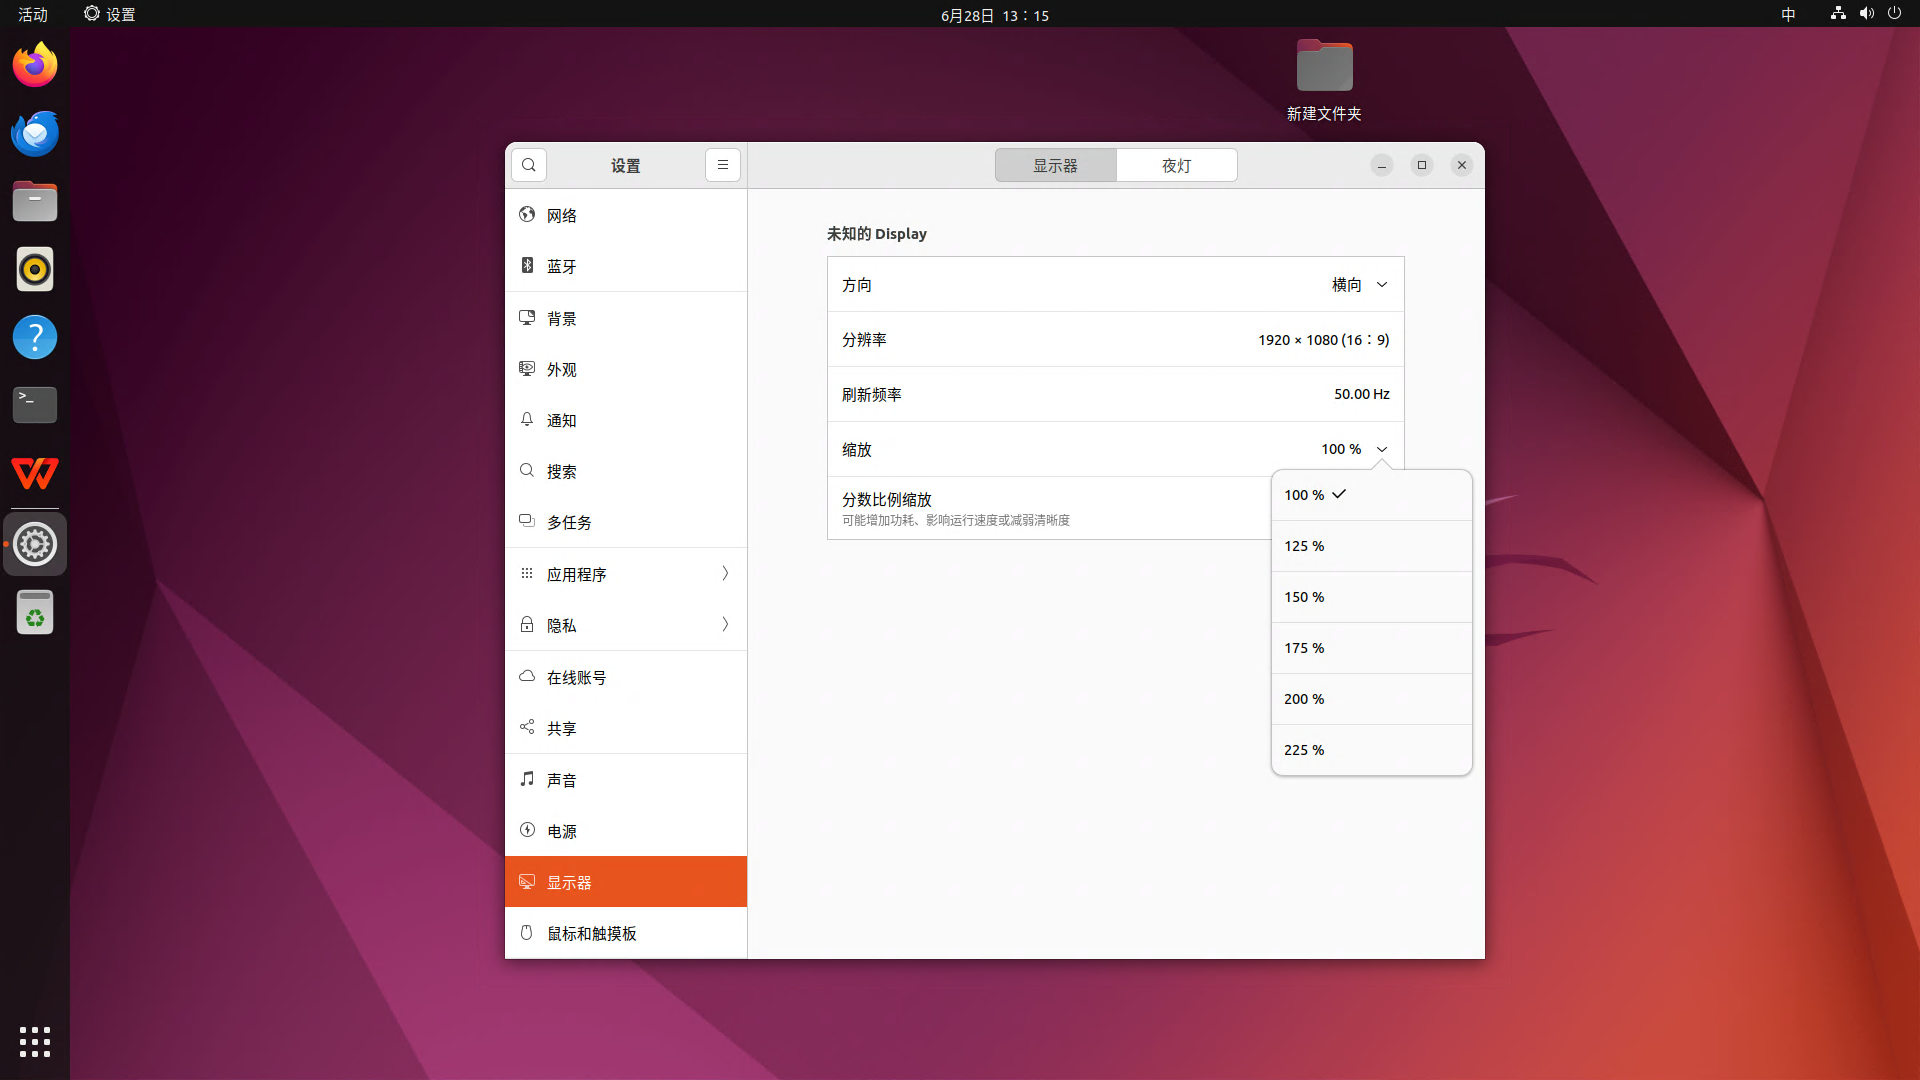 活动
设置
6月28日 13：15
中
新建文件夹
设置
显示器
夜灯
网络
蓝牙
背景
外观
通知
搜索
多任务
应用程序
隐私
在线账号
共享
声音
电源
显示器
鼠标和触摸板
未知的 Display
方向
横向
分辨率
1920 × 1080 (16：9)
刷新频率
50.00 Hz
缩放
100 %
分数比例缩放
可能增加功耗、影响运行速度或减弱清晰度
100 %
125 %
150 %
175 %
200 %
225 %